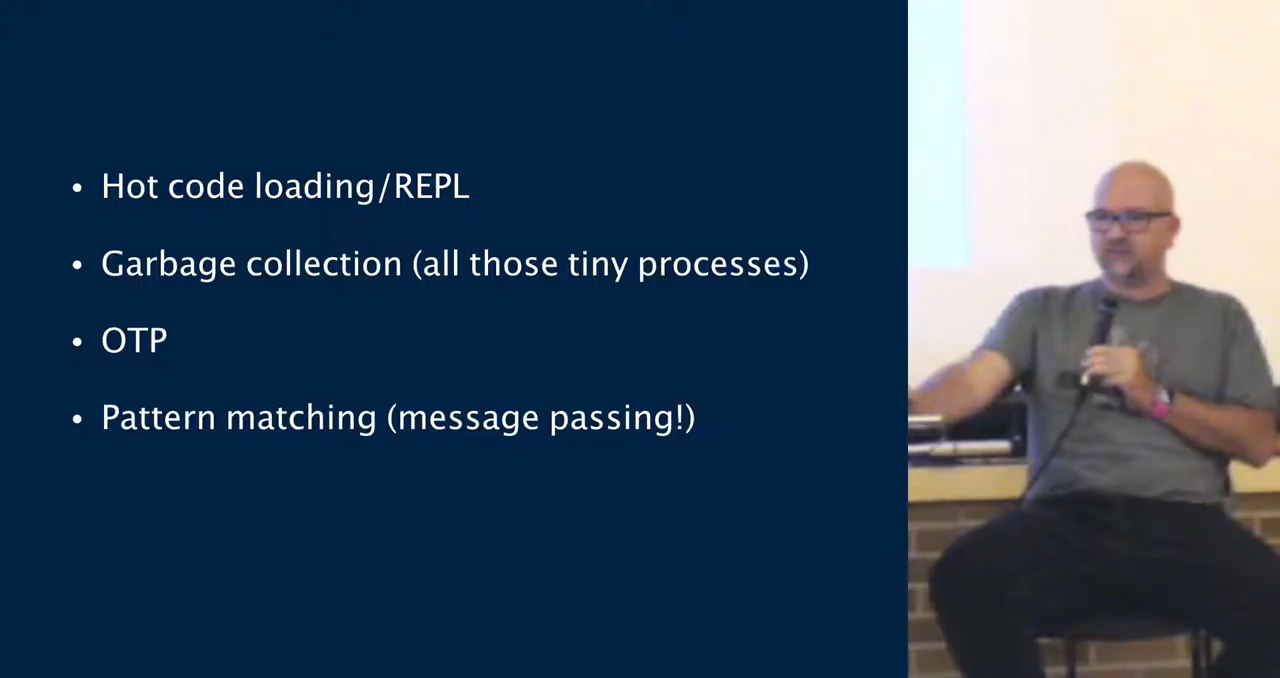 • Hot code loading/REPL
• Garbage collection (all those tiny processes)
• OTP
• Pattern matching (message passing!)